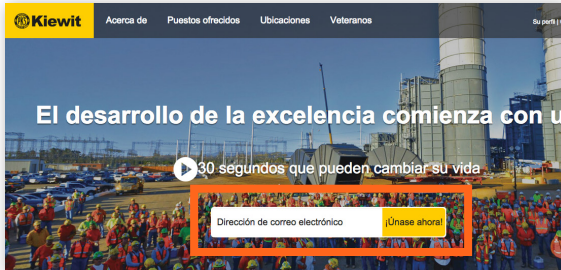 Kiewit
Acerca de Puestos ofrecidos Ubicaciones Veteranos Su perfil |
El desarrollo de la excelencia comienza con u
30 segundos que pueden cambiar su vida
Dirección de correo electrónico ¡Únase ahora!